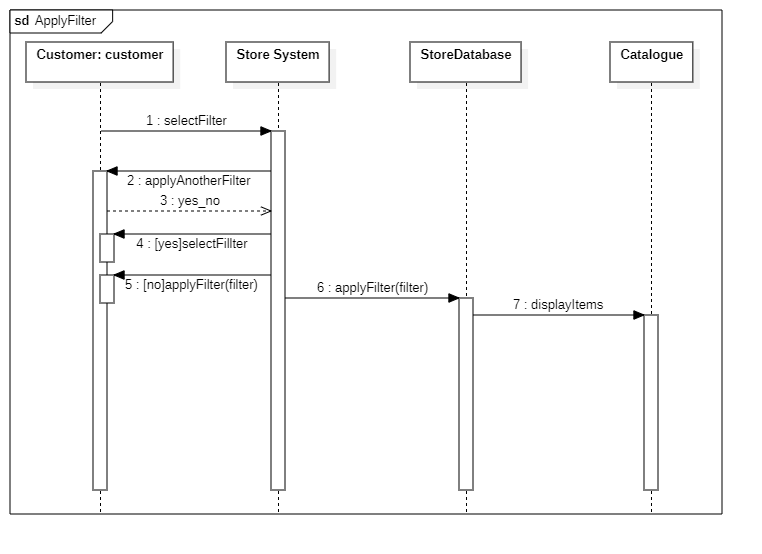 sd ApplyFilter
Customer: customer
Store System
StoreDatabase
Catalogue
1 : selectFilter
2 : applyAnotherFilter
3 : yes_no
4 : [yes]selectFillter
5 : [no]applyFilter(filter)
6 : applyFilter(filter)
7 : displayItems